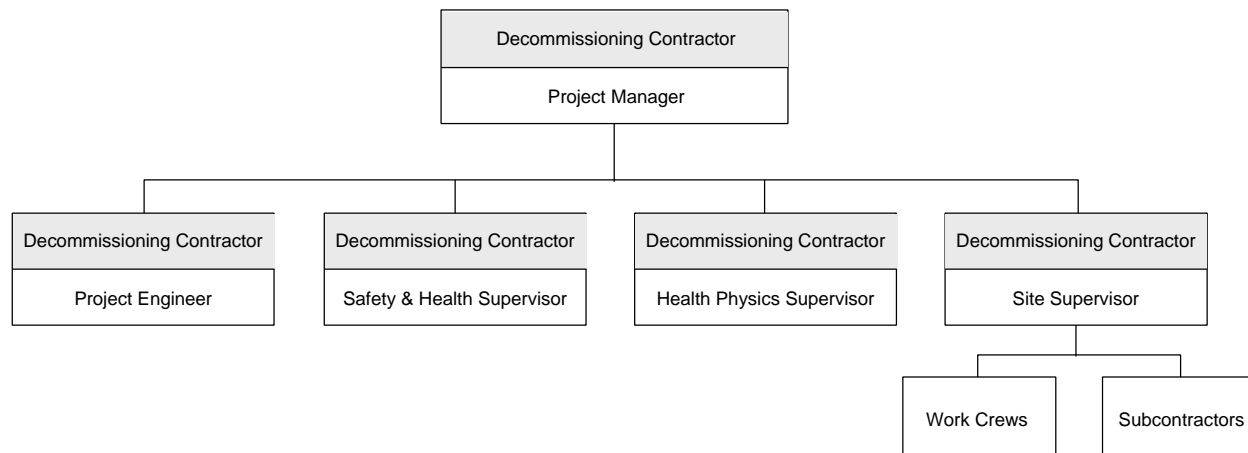 Decommissioning Contractor
Project Manager
Decommissioning Contractor
Project Engineer
Decommissioning Contractor
Safety & Health Supervisor
Decommissioning Contractor
Health Physics Supervisor
Decommissioning Contractor
Site Supervisor
Work Crews
Subcontractors